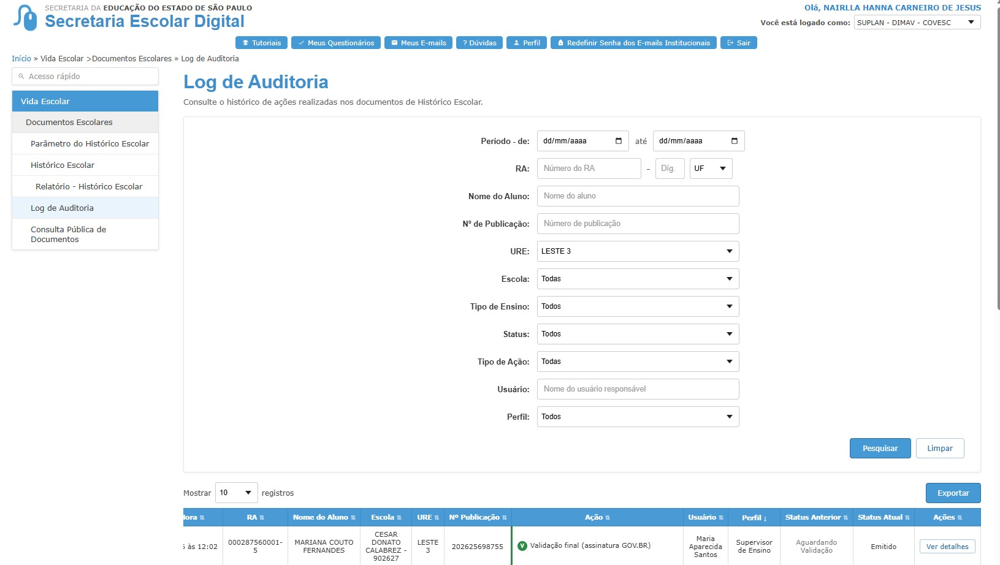 SECRETARIA DA EDUCAÇÃO DO ESTADO DE SÃO PAULO
Secretaria Escolar Digital
Olá, NAIRLLA HANNA CARNEIRO DE JESUS
Você está logado como: SUPLAN - DIMAV - COVESC
Tutoriais Meus Questionários Meus E-mails ? Dúvidas Perfil Redefinir Senha dos E-mails Institucionais Sair
Início » Vida Escolar >Documentos Escolares » Log de Auditoria
Acesso rápido
Vida Escolar
Documentos Escolares
Parâmetro do Histórico Escolar
Histórico Escolar
Relatório - Histórico Escolar
Log de Auditoria
Consulta Pública de
Documentos
Log de Auditoria
Consulte o histórico de ações realizadas nos documentos de Histórico Escolar.
Período - de: dd/mm/aaaa até dd/mm/aaaa
RA: Número do RA - Díg. UF
Nome do Aluno: Nome do aluno
Nº de Publicação: Número de publicação
URE: LESTE 3
Escola: Todas
Tipo de Ensino: Todos
Status: Todos
Tipo de Ação: Todas
Usuário: Nome do usuário responsável
Perfil: Todos
Pesquisar Limpar
Mostrar 10 registros
Exportar
RA Nome do Aluno Escola URE Nº Publicação Ação Usuário Perfil ↓ Status Anterior Status Atual Ações
às 12:02
000287560001-
5
MARIANA COUTO
FERNANDES
CESAR
DONATO
CALABREZ -
902627
LESTE
3
202625698755
V Validação final (assinatura GOV.BR)
Maria
Aparecida
Santos
Supervisor
de Ensino
Aguardando
Validação
Emitido
Ver detalhes